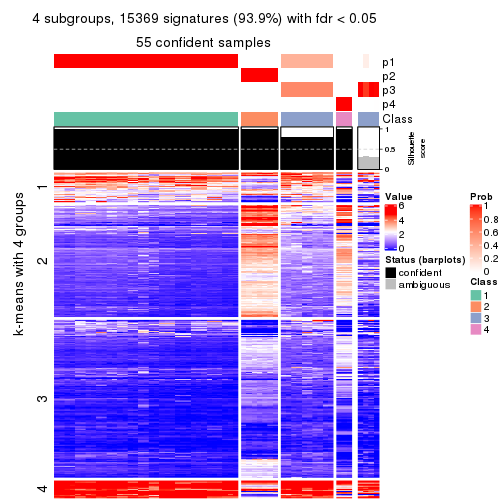 4 subgroups, 15369 signatures (93.9%) with fdr < 0.05
55 confident samples
p1
p2
p3
p4
Class
1
0.5
0
Silhouette
score
k-means with 4 groups
1
2
3
4
Value
6
4
2
0
Status (barplots)
confident
ambiguous
Prob
1
0.8
0.6
0.4
0.2
0
Class
1
2
3
4